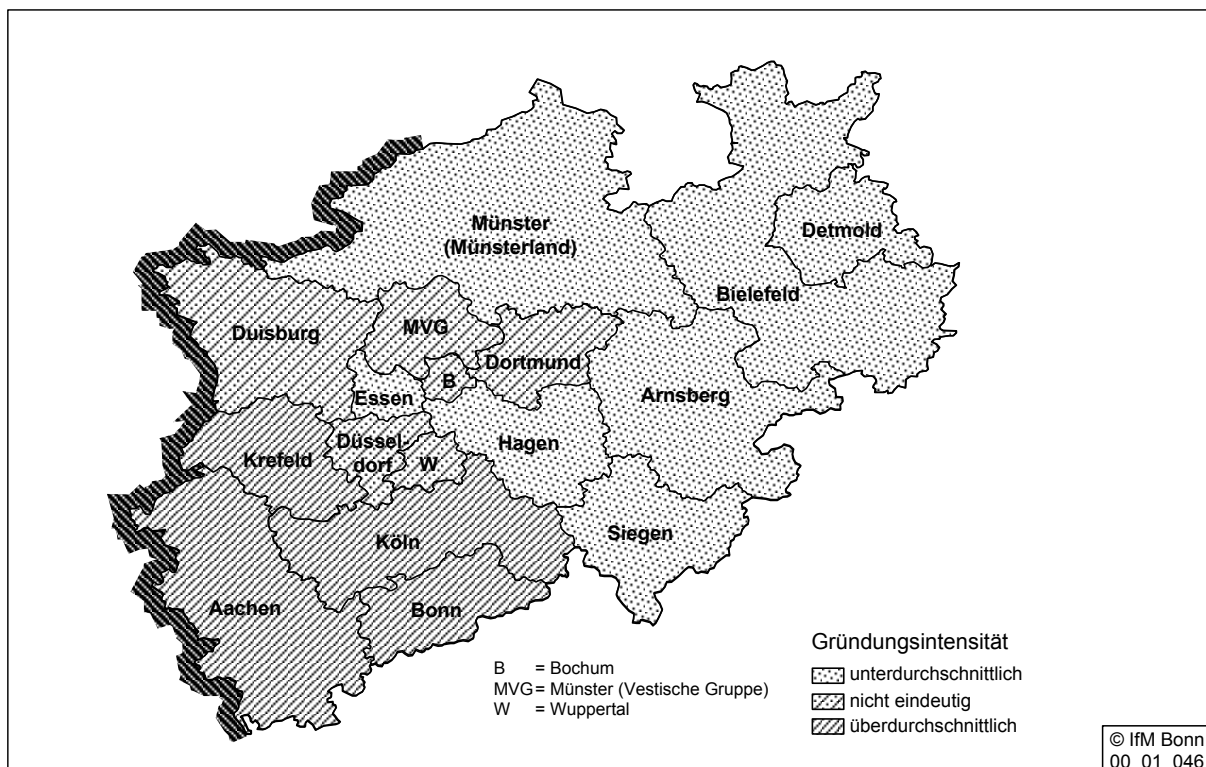 Münster
(Münsterland)
Detmold
Bielefeld
Duisburg
MVG
Dortmund
B
Essen
Arnsberg
Hagen
Düssel-
dorf
Krefeld
W
Siegen
Köln
Aachen
Bonn
B = Bochum
MVG = Münster (Vestische Gruppe)
W = Wuppertal
Gründungsintensität
unterdurchschnittlich
nicht eindeutig
überdurchschnittlich
© IfM Bonn
00 01 046